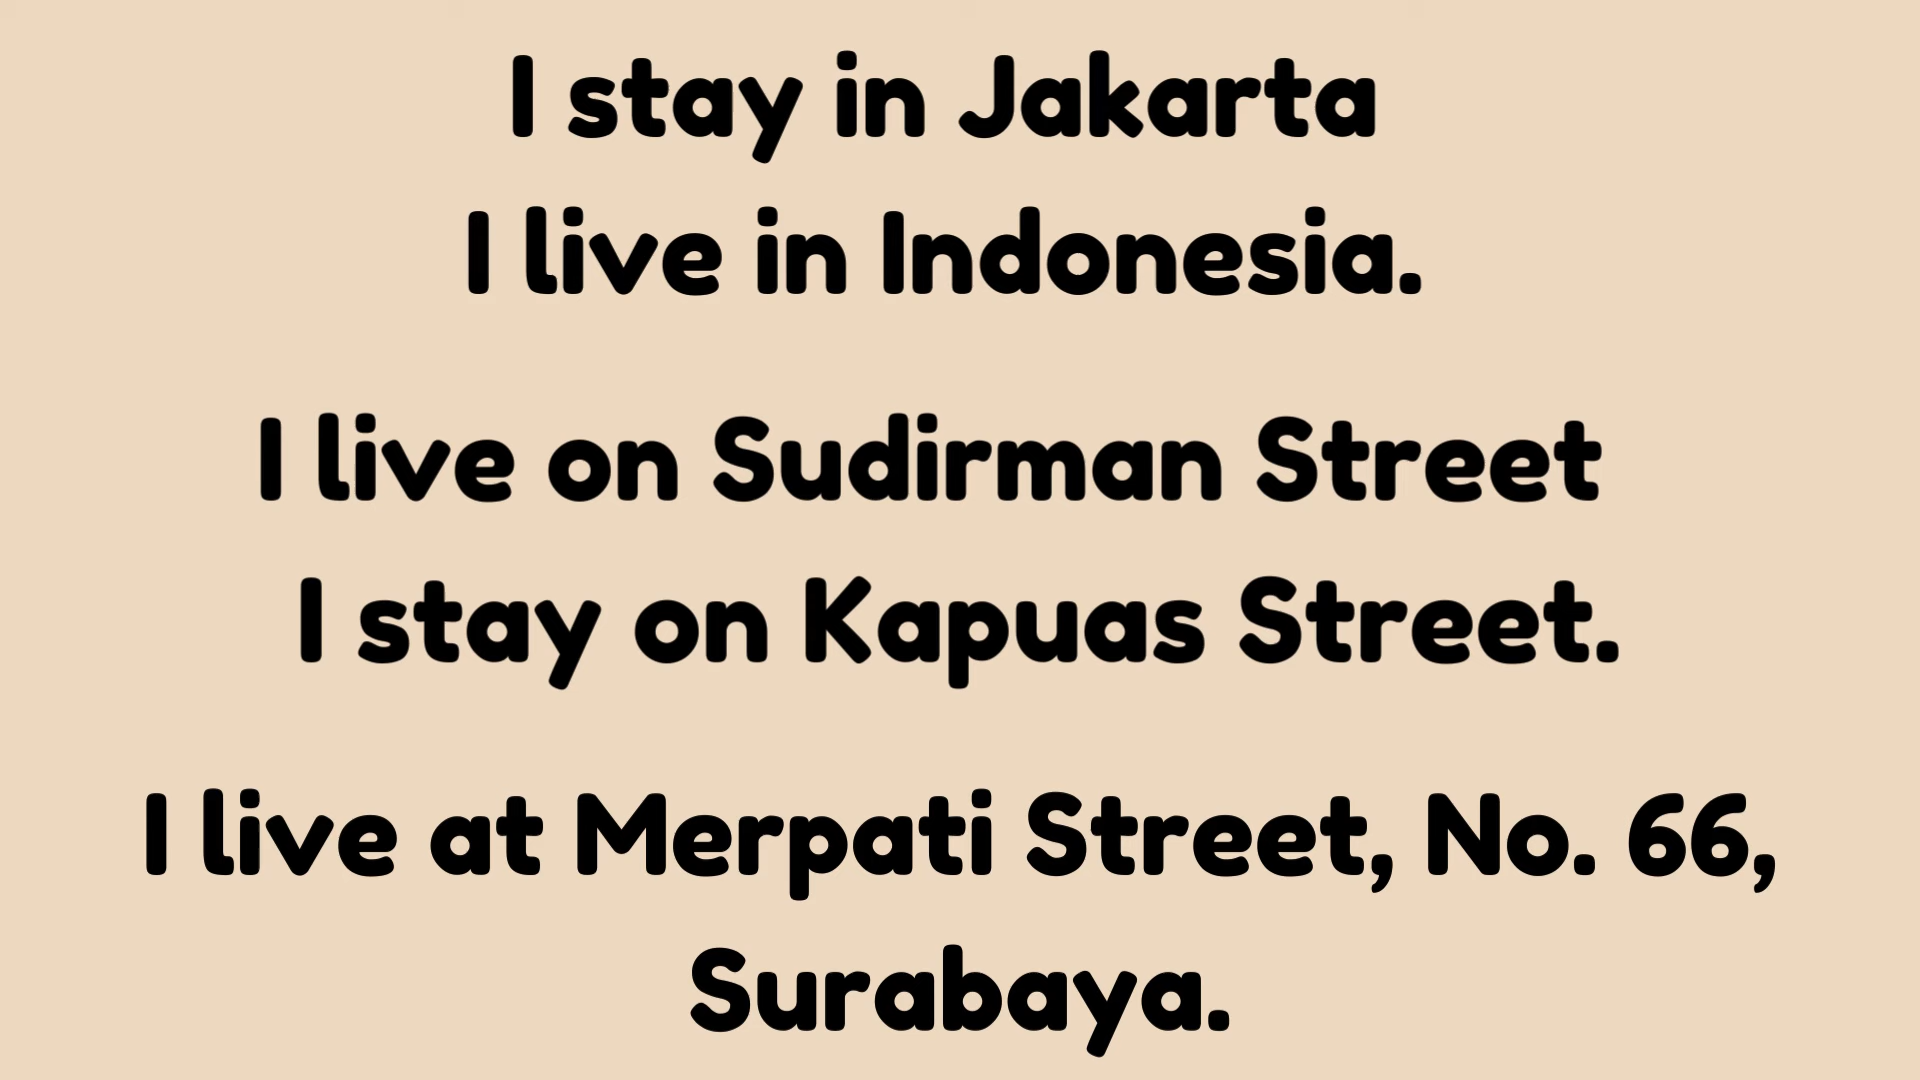 I stay in Jakarta
I live in Indonesia.
I live on Sudirman Street
I stay on Kapuas Street.
I live at Merpati Street, No. 66,
Surabaya.